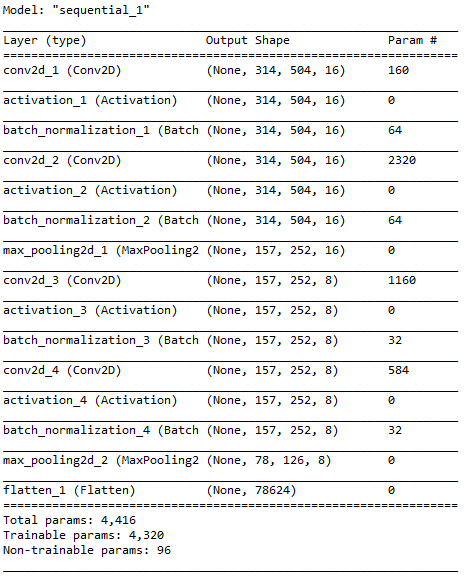 Model: "sequential_1"
Layer (type) Output Shape Param #
conv2d_1 (Conv2D) (None, 314, 504, 16) 160
activation_1 (Activation) (None, 314, 504, 16) 0
batch_normalization_1 (Batch (None, 314, 504, 16) 64
conv2d_2 (Conv2D) (None, 314, 504, 16) 2320
activation_2 (Activation) (None, 314, 504, 16) 0
batch_normalization_2 (Batch (None, 314, 504, 16) 64
max_pooling2d_1 (MaxPooling2 (None, 157, 252, 16) 0
conv2d_3 (Conv2D) (None, 157, 252, 8) 1160
activation_3 (Activation) (None, 157, 252, 8) 0
batch_normalization_3 (Batch (None, 157, 252, 8) 32
conv2d_4 (Conv2D) (None, 157, 252, 8) 584
activation_4 (Activation) (None, 157, 252, 8) 0
batch_normalization_4 (Batch (None, 157, 252, 8) 32
max_pooling2d_2 (MaxPooling2 (None, 78, 126, 8) 0
flatten_1 (Flatten) (None, 78624) 0
Total params: 4,416
Trainable params: 4,320
Non-trainable params: 96